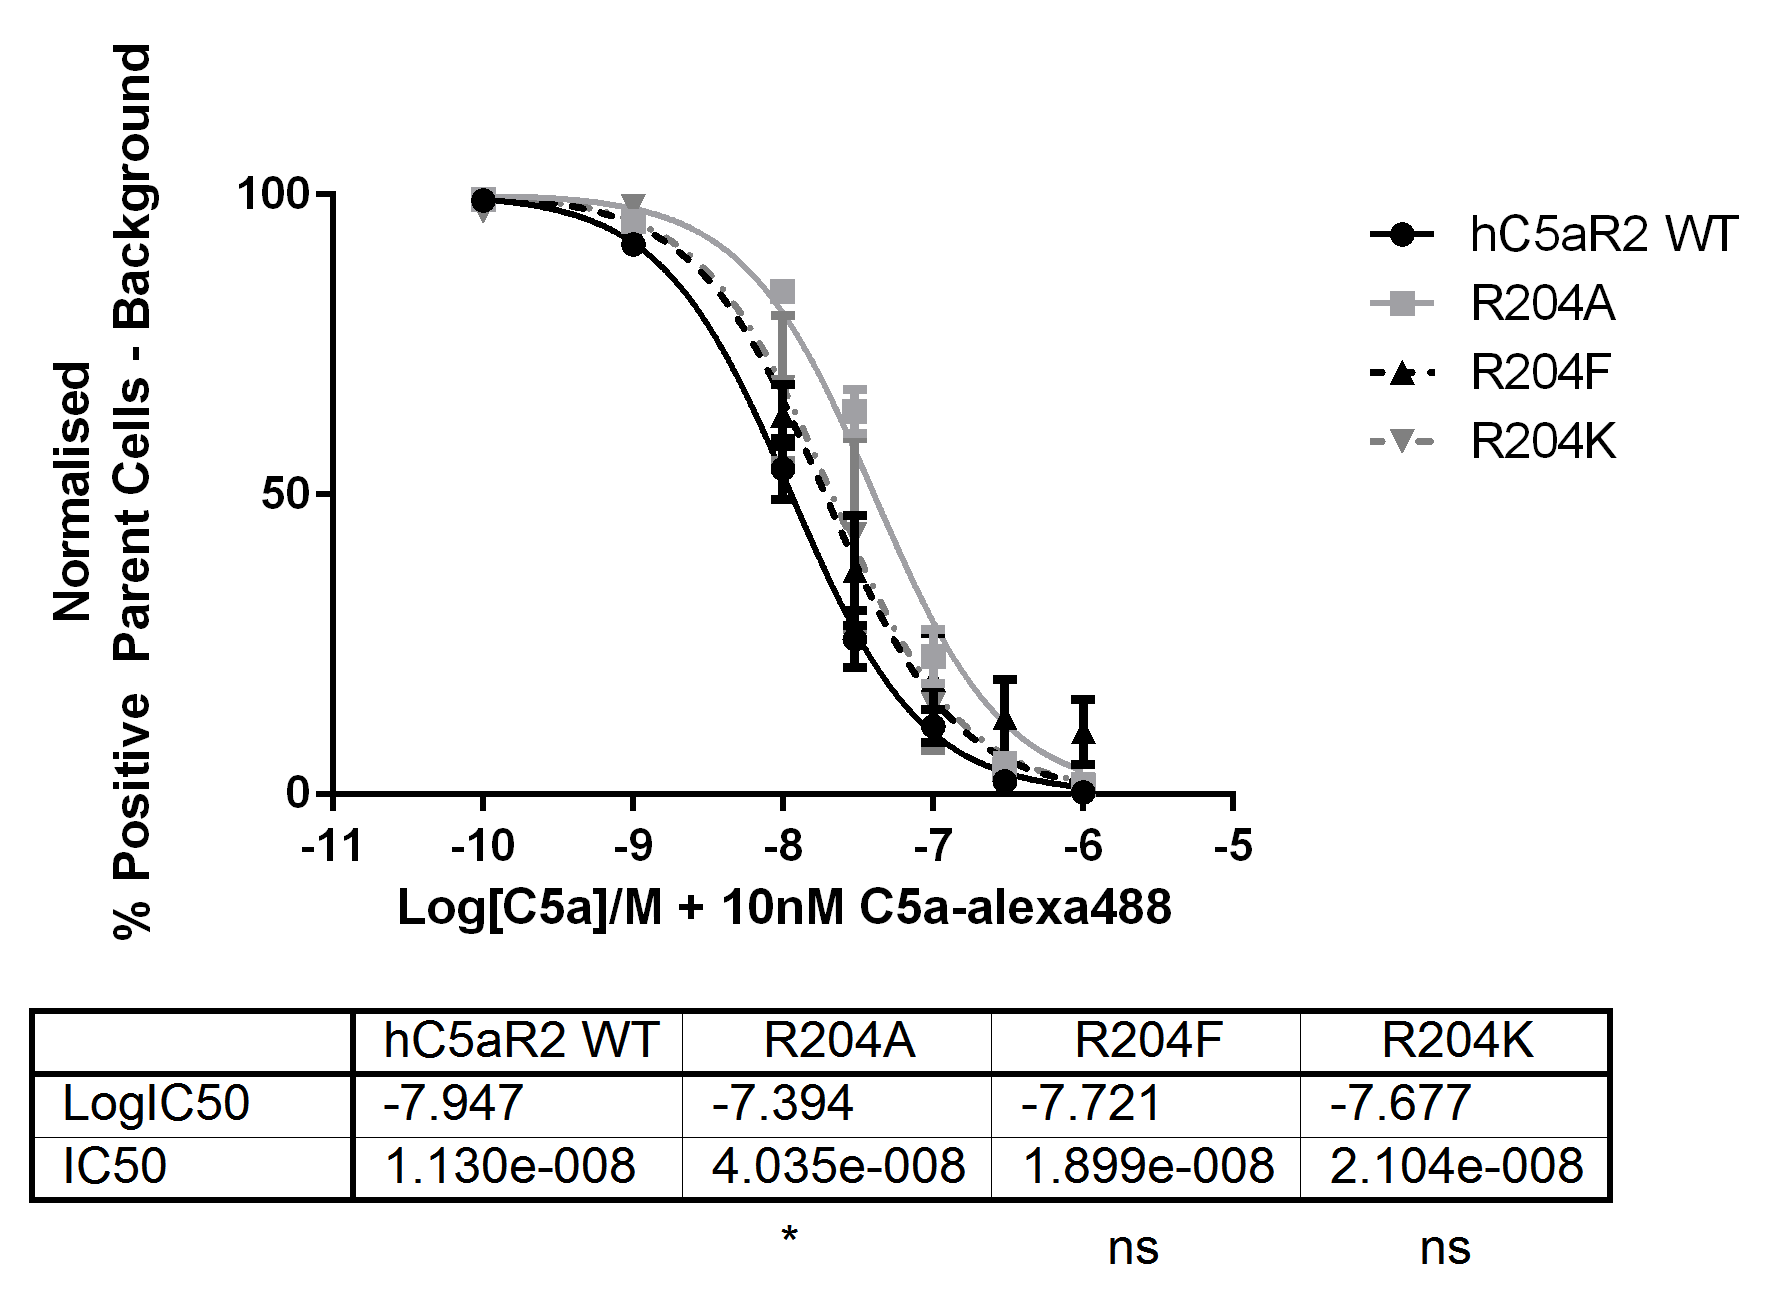 Normalised
% Positive Parent Cells - Background
100
50
0
-11 -10 -9 -8 -7 -6 -5
Log[C5a]/M + 10nM C5a-alexa488
hC5aR2 WT
R204A
R204F
R204K
hC5aR2 WT R204A R204F R204K
LogIC50 -7.947 -7.394 -7.721 -7.677
IC50 1.130e-008 4.035e-008 1.899e-008 2.104e-008
* ns ns